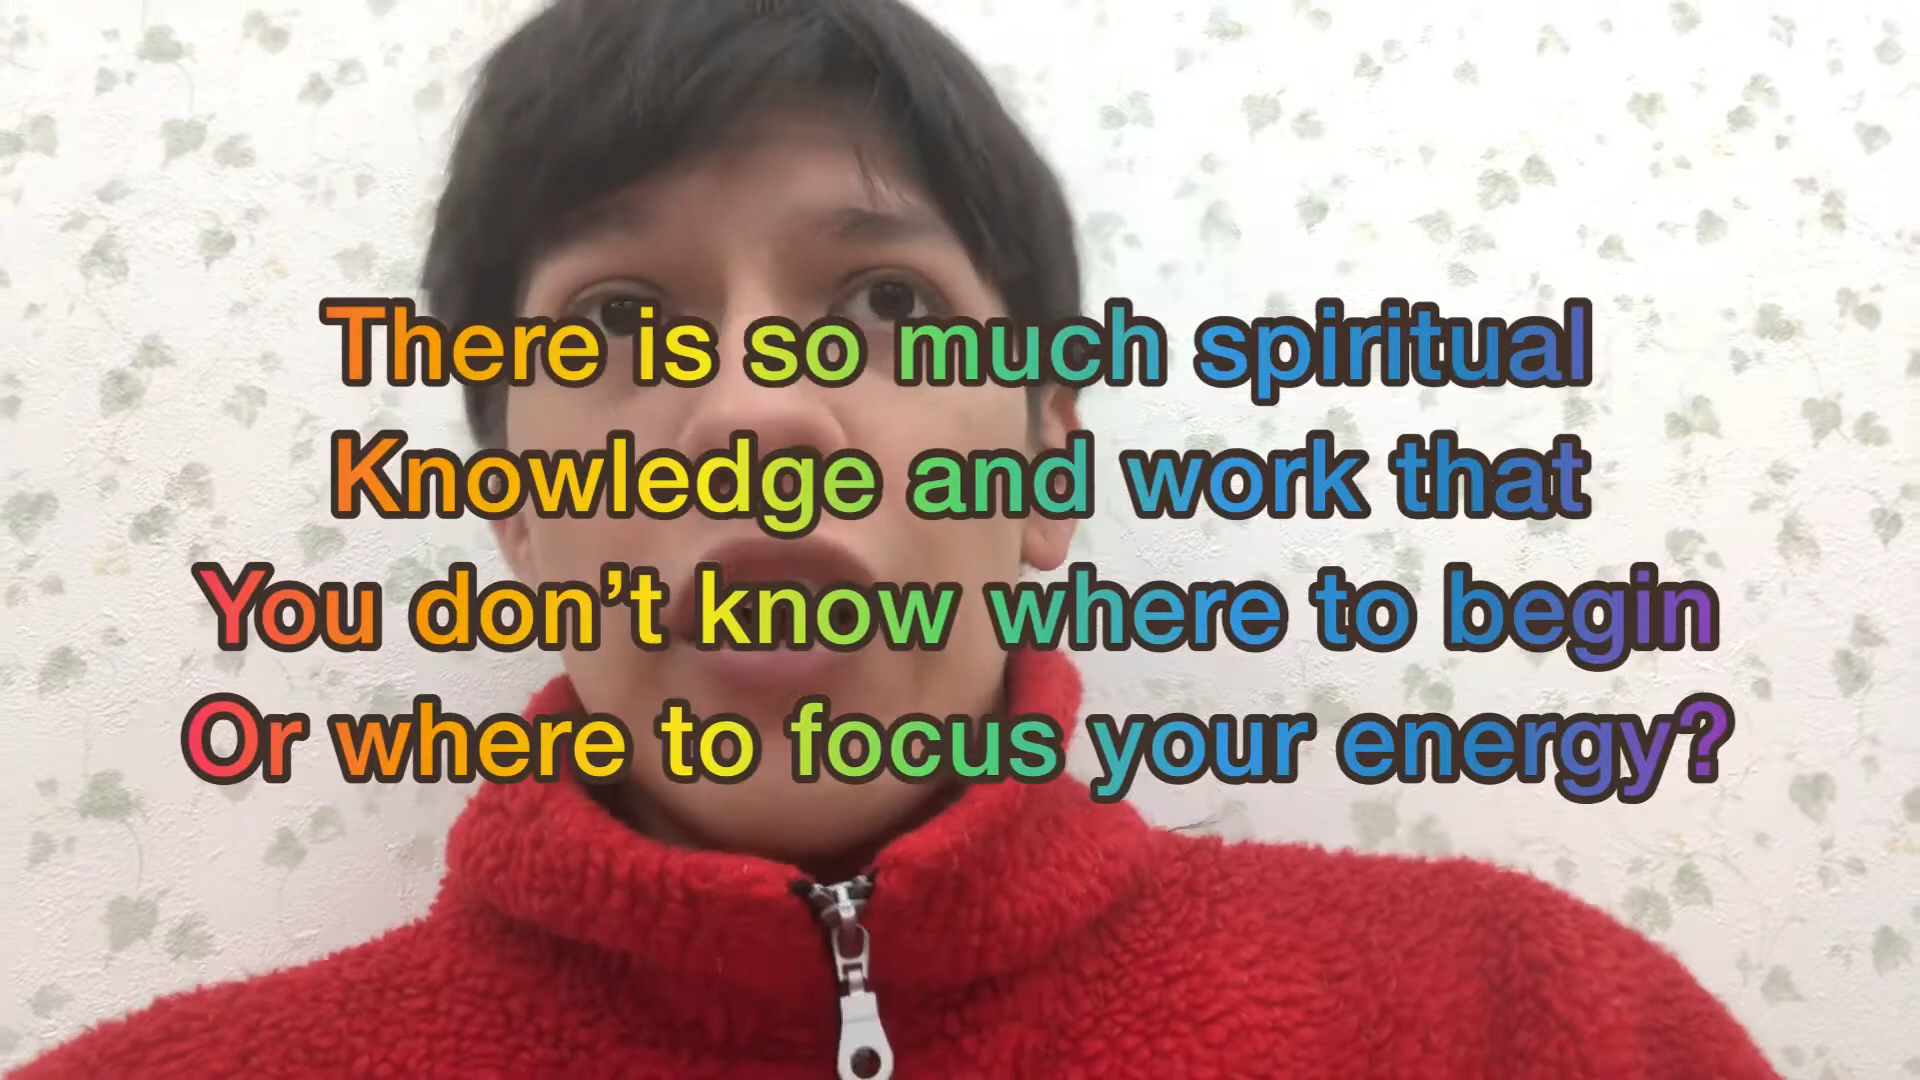 There is so much spiritual
Knowledge and work that
You don’t know where to begin
Or where to focus your energy?